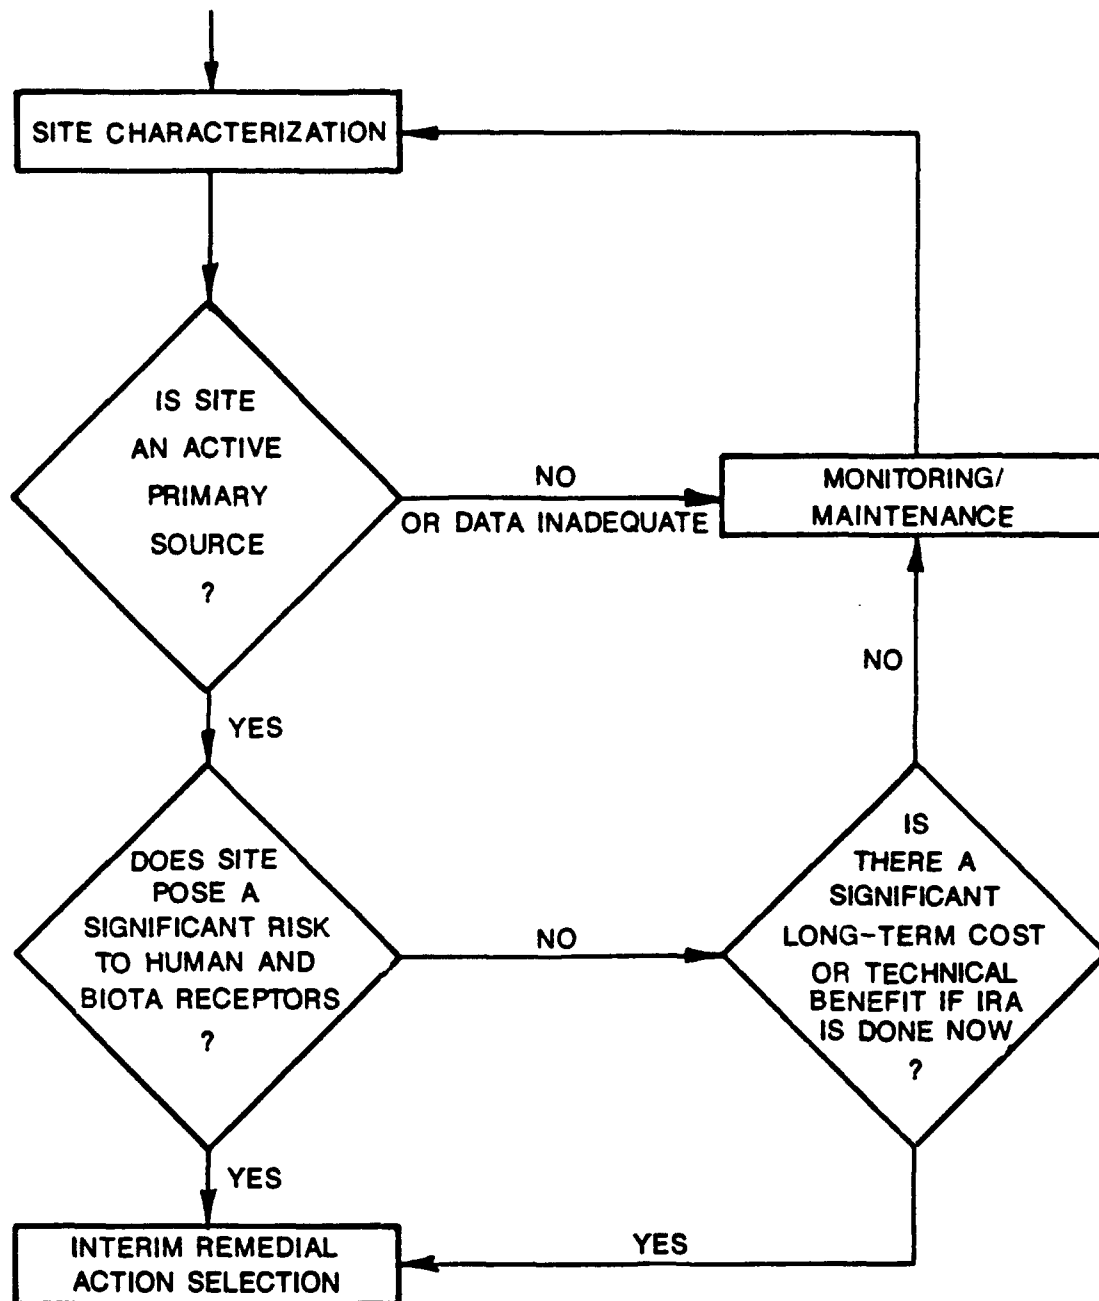 SITE CHARACTERIZATION
IS SITE
AN ACTIVE
PRIMARY
SOURCE
?
NO
OR DATA INADEQUATE
MONITORING/
MAINTENANCE
NO
YES
DOES SITE
POSE A
SIGNIFICANT RISK
TO HUMAN AND
BIOTA RECEPTORS
?
NO
IS
THERE A
SIGNIFICANT
LONG-TERM COST
OR TECHNICAL
BENEFIT IF IRA
IS DONE NOW
?
YES
YES
INTERIM REMEDIAL
ACTION SELECTION